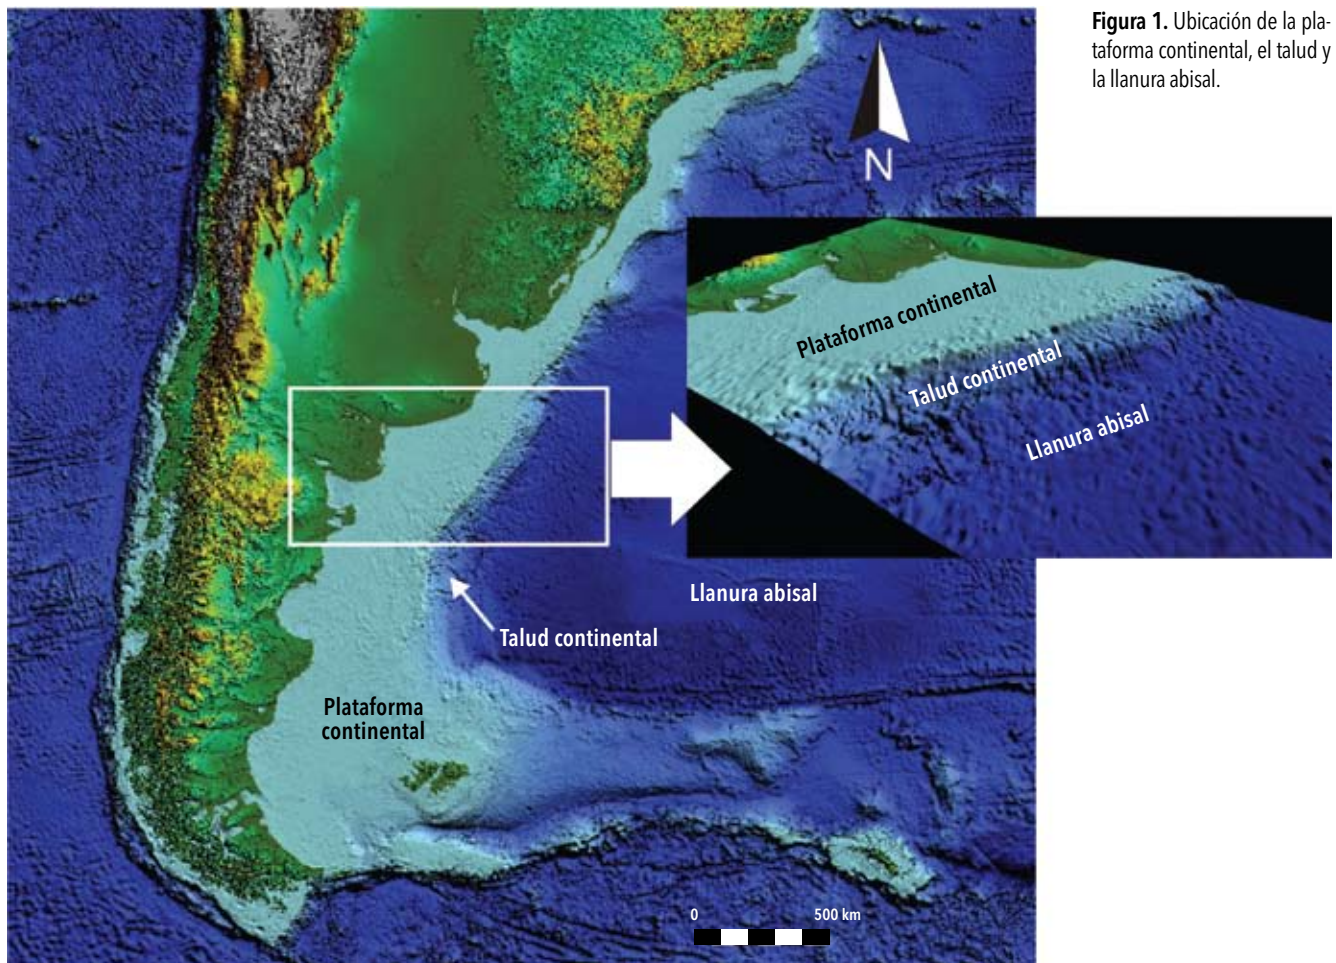 Figura 1. Ubicación de la pla-
taforma continental, el talud y
la llanura abisal.
N
Plataforma continental
Talud continental
Llanura abisal
Llanura abisal
Talud continental
Plataforma
continental
0 500 km